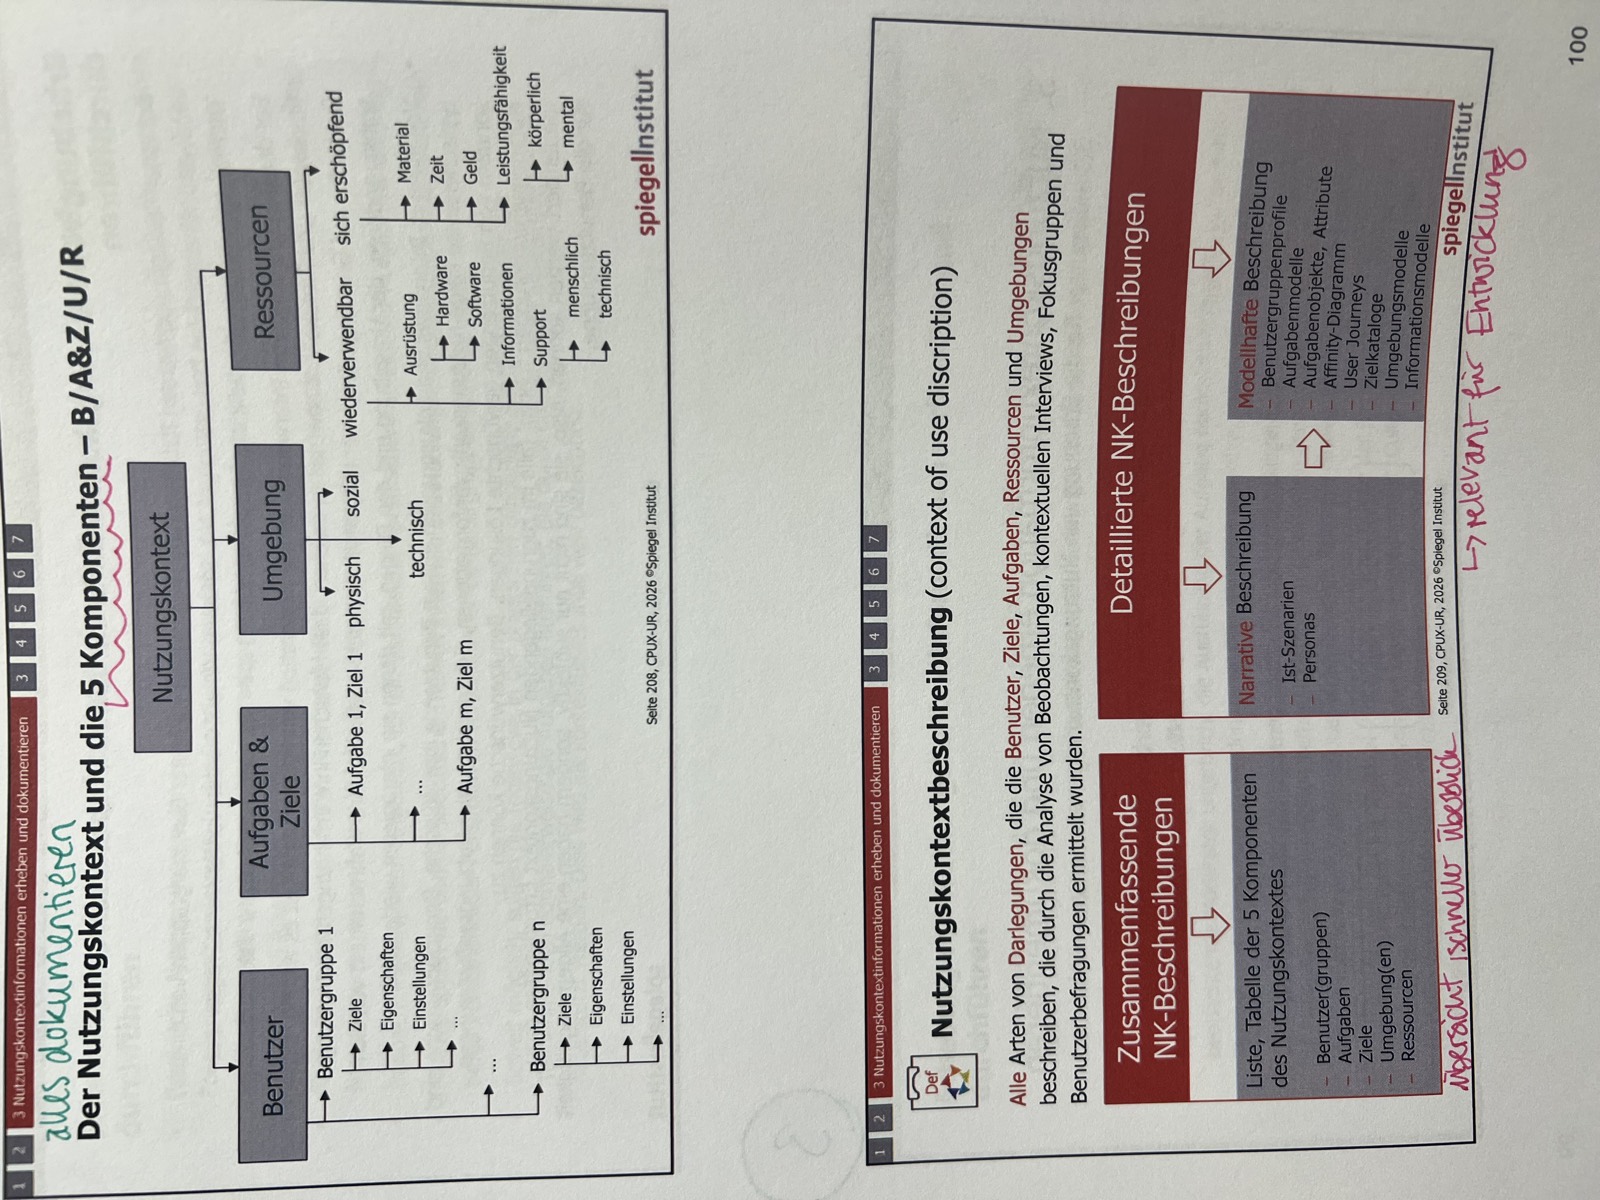 1 2 3 Nutzungskontextinformationen erheben und dokumentieren 3 4 5 6 7
alles dokumentieren
Der Nutzungskontext und die 5 Komponenten – B/A&Z/U/R
Nutzungskontext
Benutzer
Benutzergruppe 1
Ziele
Eigenschaften
Einstellungen
...
...
Benutzergruppe n
Ziele
Eigenschaften
Einstellungen
...
Aufgaben &
Ziele
Aufgabe 1, Ziel 1
...
Aufgabe m, Ziel m
Umgebung
physisch
sozial
technisch
Ressourcen
wiederverwendbar
Ausrüstung
Hardware
Software
Informationen
Support
menschlich
technisch
sich erschöpfend
Material
Zeit
Geld
Leistungsfähigkeit
körperlich
mental
Seite 208, CPUX-UR, 2026 ©Spiegel Institut
spiegelInstitut
1 2 3 Nutzungskontextinformationen erheben und dokumentieren 3 4 5 6 7
Def
Nutzungskontextbeschreibung (context of use discription)
Alle Arten von Darlegungen, die die Benutzer, Ziele, Aufgaben, Ressourcen und Umgebungen
beschreiben, die durch die Analyse von Beobachtungen, kontextuellen Interviews, Fokusgruppen und
Benutzerbefragungen ermittelt wurden.
Zusammenfassende
NK-Beschreibungen
Liste, Tabelle der 5 Komponenten
des Nutzungskontextes
– Benutzer(gruppen)
– Aufgaben
– Ziele
– Umgebung(en)
– Ressourcen
Detaillierte NK-Beschreibungen
Narrative Beschreibung
– Ist-Szenarien
– Personas
Modellhafte Beschreibung
– Benutzergruppenprofile
– Aufgabenmodelle
– Aufgabenobjekte, Attribute
– Affinity-Diagramm
– User Journeys
– Zielkataloge
– Umgebungsmodelle
– Informationsmodelle
übersicht, schneller Überblick
Seite 209, CPUX-UR, 2026 ©Spiegel Institut
spiegelInstitut
↳ relevant für Entwicklung
100